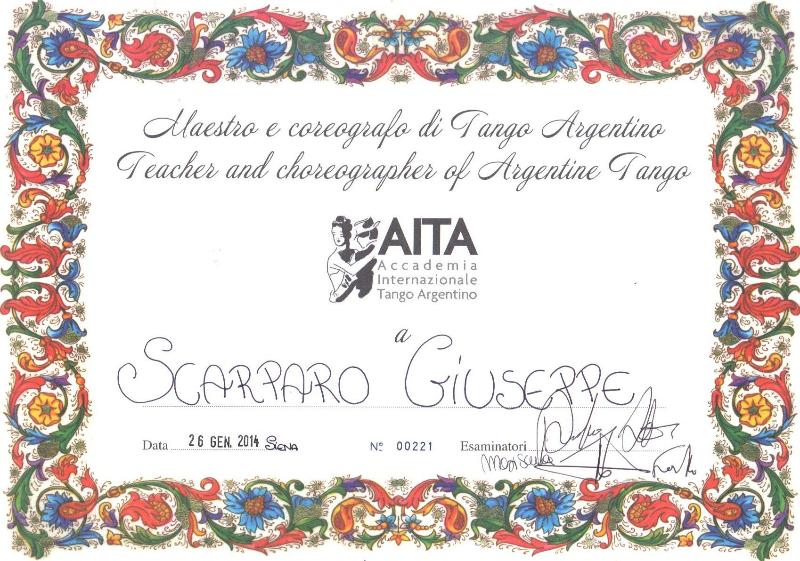 Maestro e coreografo di Tango Argentino
Teacher and choreographer of Argentine Tango
AITA
Accademia
Internazionale
Tango Argentino
a
SCARPARO GIUSEPPE
Data 26 GEN. 2014 SIENA Nº 00221 Esaminatori